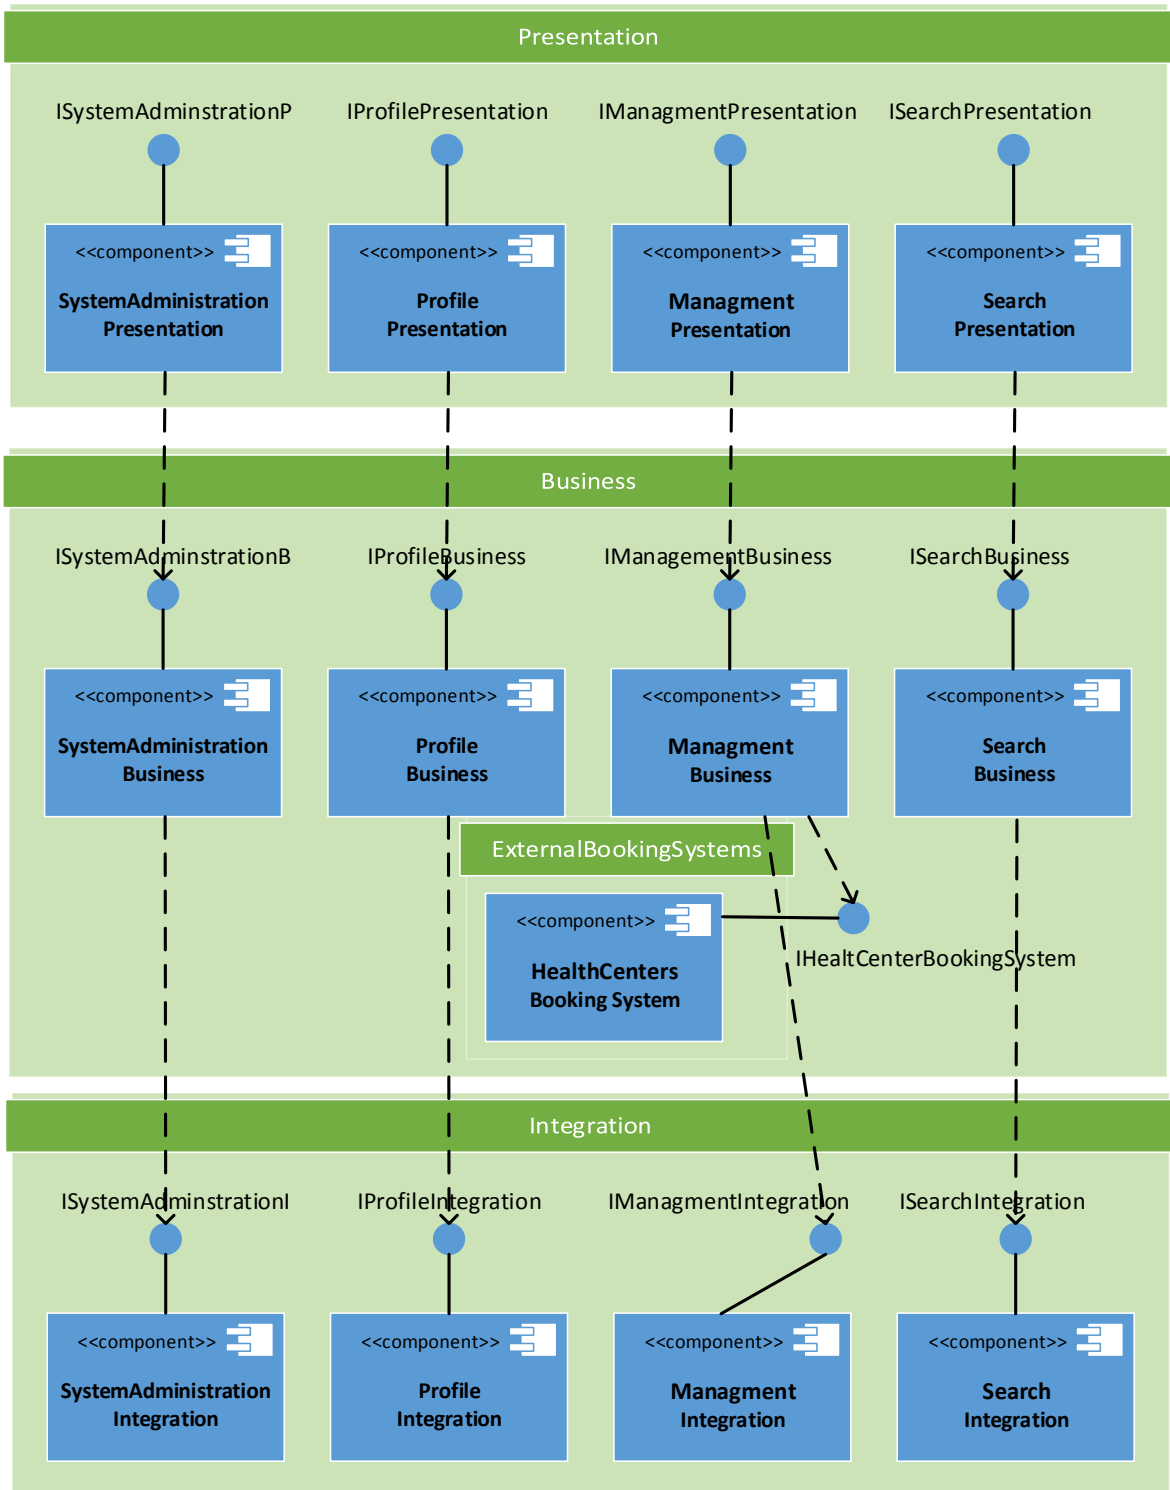 Presentation
ISystemAdminstrationP
IProfilePresentation
IManagmentPresentation
ISearchPresentation
<<component>>
SystemAdministration
Presentation
<<component>>
Profile
Presentation
<<component>>
Managment
Presentation
<<component>>
Search
Presentation
Business
ISystemAdminstrationB
IProfileBusiness
IManagementBusiness
ISearchBusiness
<<component>>
SystemAdministration
Business
<<component>>
Profile
Business
<<component>>
Managment
Business
<<component>>
Search
Business
ExternalBookingSystems
<<component>>
HealthCenters
Booking System
IHealtCenterBookingSystem
Integration
ISystemAdminstrationI
IProfileIntegration
IManagmentIntegration
ISearchIntegration
<<component>>
SystemAdministration
Integration
<<component>>
Profile
Integration
<<component>>
Managment
Integration
<<component>>
Search
Integration